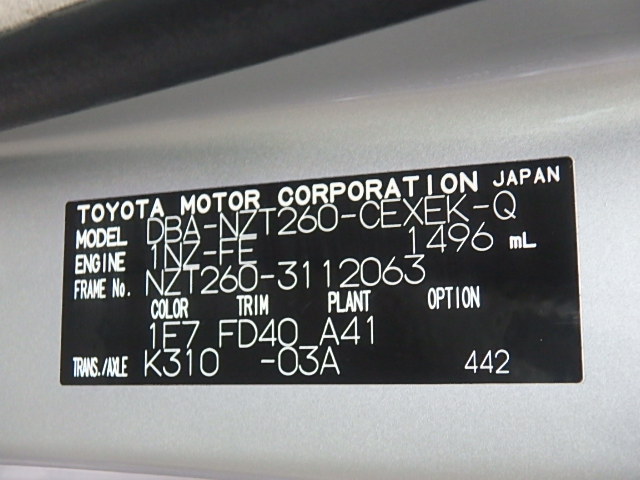 TOYOTA MOTOR CORPORATION JAPAN
MODEL DBA-NZT260-CEXEK-Q
ENGINE 1NZ-FE 1496 mL
FRAME No. NZT260-3112063
COLOR TRIM PLANT OPTION
1E7 FD40 A41
TRANS./AXLE K310 -03A 442